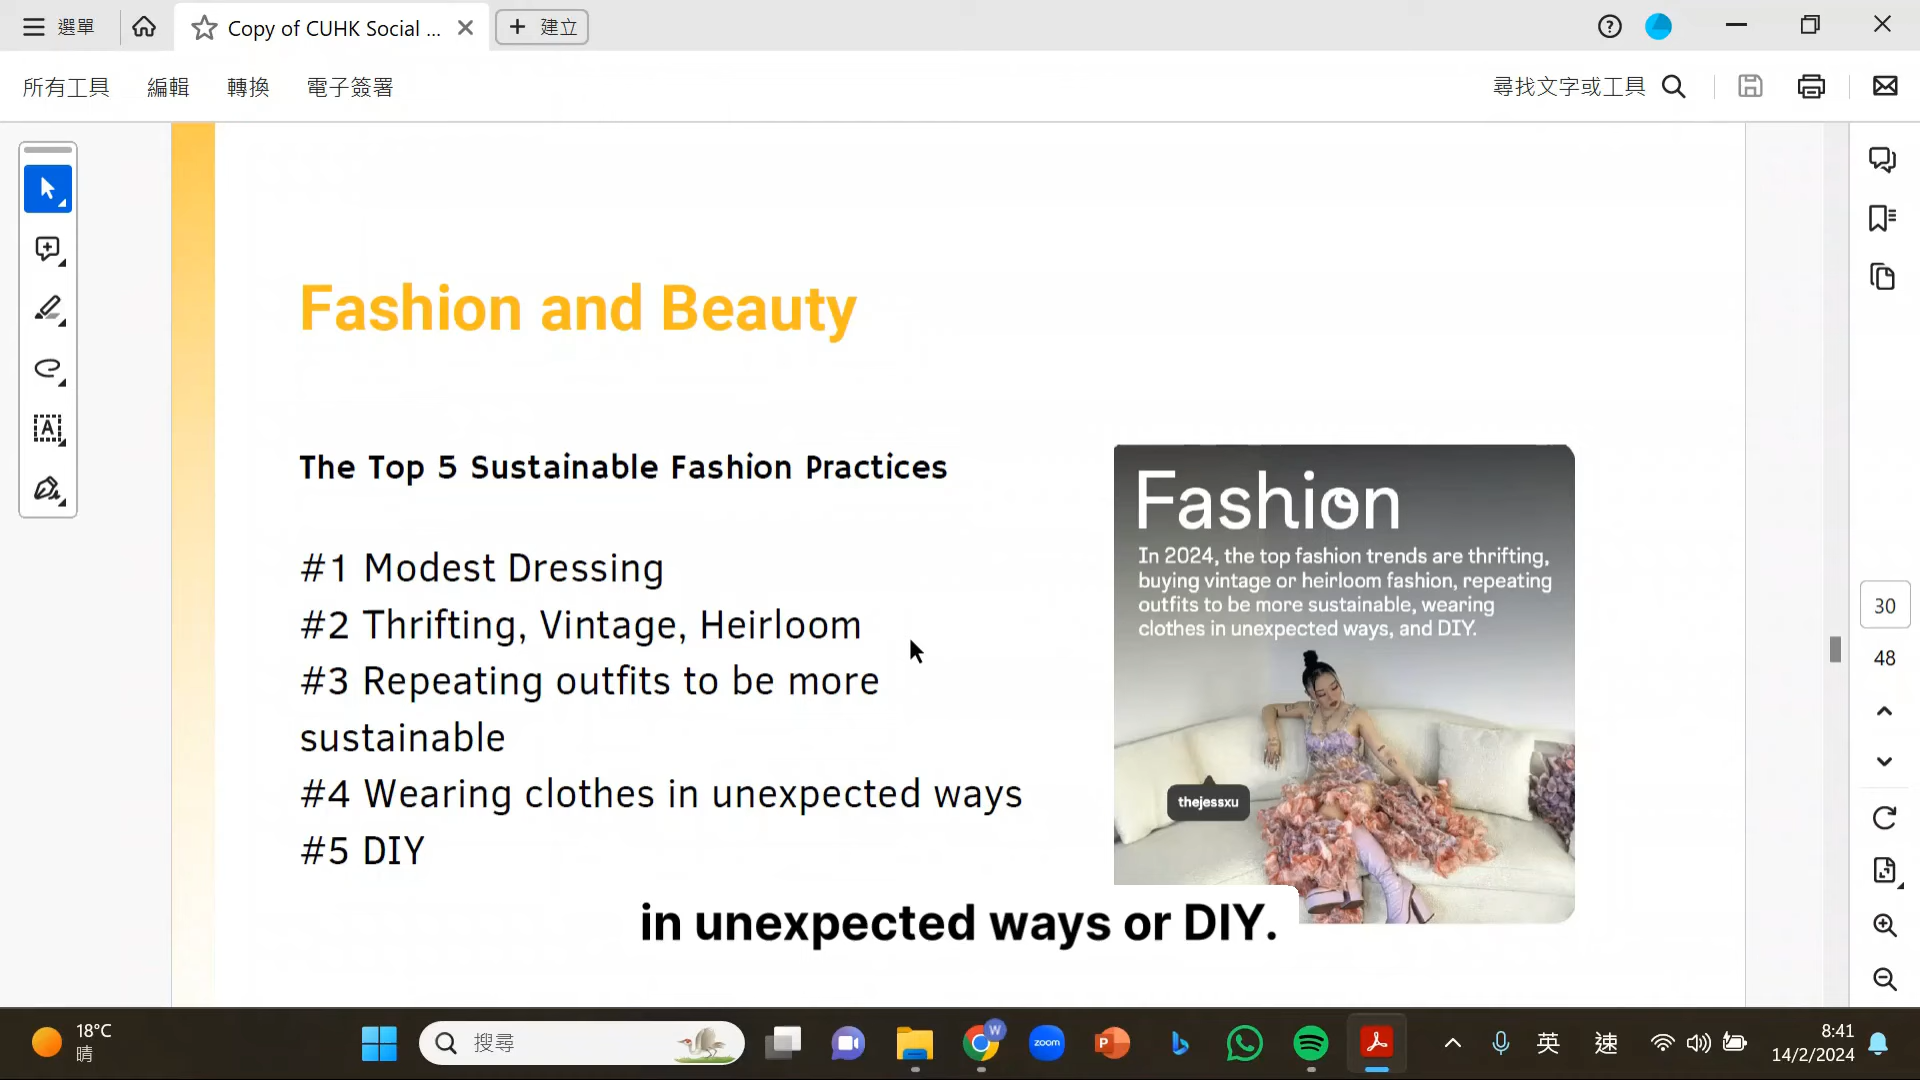 選單
Copy of CUHK Social ...
建立
所有工具
編輯
轉換
電子簽署
尋找文字或工具
Fashion and Beauty
The Top 5 Sustainable Fashion Practices
#1 Modest Dressing
#2 Thrifting, Vintage, Heirloom
#3 Repeating outfits to be more
sustainable
#4 Wearing clothes in unexpected ways
#5 DIY
Fashion
In 2024, the top fashion trends are thrifting,
buying vintage or heirloom fashion, repeating
outfits to be more sustainable, wearing
clothes in unexpected ways, and DIY.
thejessxu
in unexpected ways or DIY.
30
48
18°C
晴
搜尋
W
zoom
P
英
速
8:41
14/2/2024